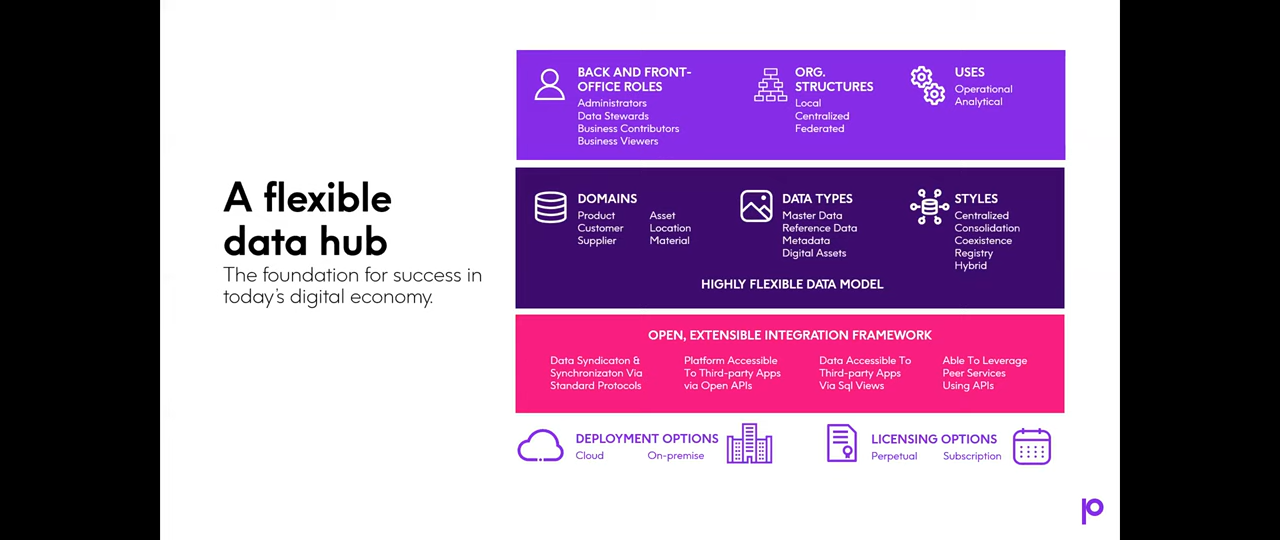 A flexible
data hub
The foundation for success in
today's digital economy.
BACK AND FRONT-
OFFICE ROLES
Administrators
Data Stewards
Business Contributors
Business Viewers
ORG.
STRUCTURES
Local
Centralized
Federated
USES
Operational
Analytical
DOMAINS
Product
Customer
Supplier
Asset
Location
Material
DATA TYPES
Master Data
Reference Data
Metadata
Digital Assets
STYLES
Centralized
Consolidation
Coexistence
Registry
Hybrid
HIGHLY FLEXIBLE DATA MODEL
OPEN, EXTENSIBLE INTEGRATION FRAMEWORK
Data Syndicaton &
Synchronizaton Via
Standard Protocols
Platform Accessible
To Third-party Apps
via Open APIs
Data Accessible To
Third-party Apps
Via Sql Views
Able To Leverage
Peer Services
Using APIs
DEPLOYMENT OPTIONS
Cloud On-premise
LICENSING OPTIONS
Perpetual Subscription